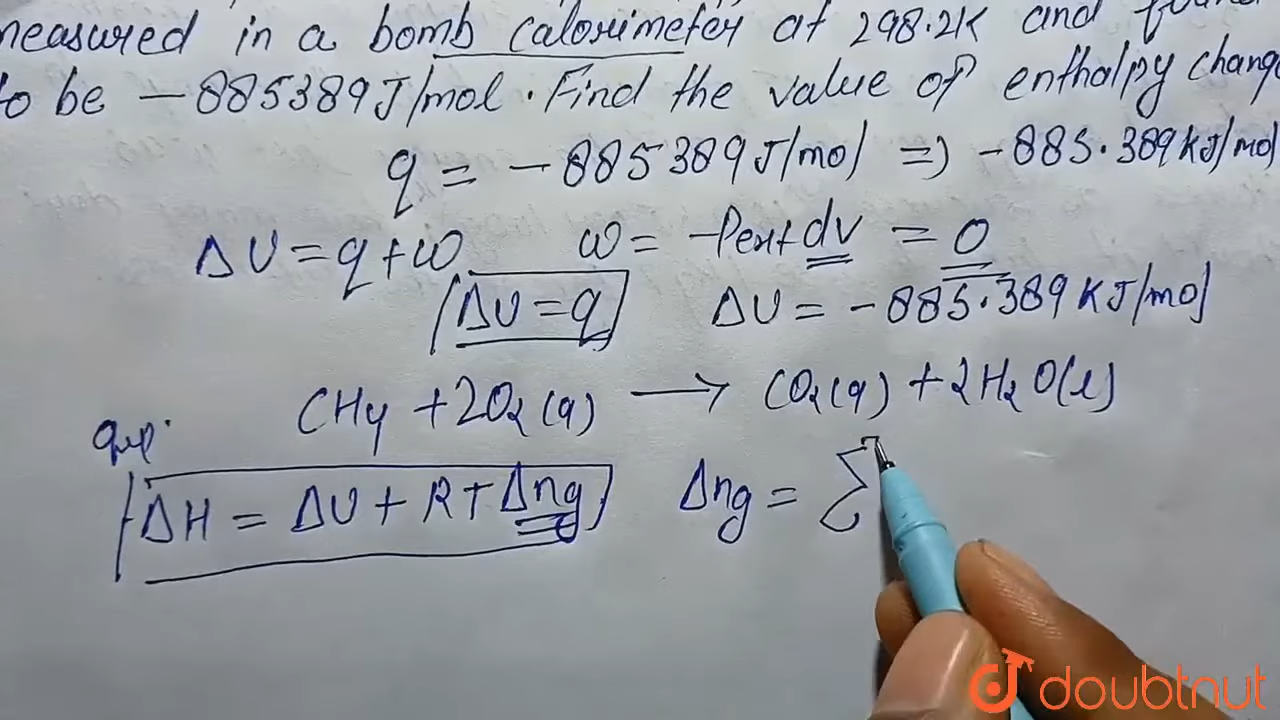 measured in a bomb calorimeter at 298.2K and found
to be - 885389 J/mol. Find the value of enthalpy change
q = - 885389 J/mol => -885.389 KJ/mol
ΔU = q + w w = -Pext dv = 0
ΔU = q ΔU = - 885.389 KJ/mol
CH4 + 2O2 (g) → CO2 (g) + 2H2O(l)
ΔH = ΔU + RT Δng Δng = Σ
doubtnut